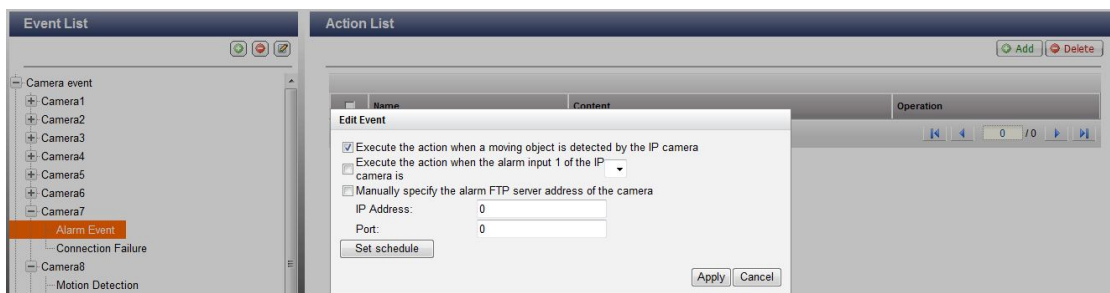 Event List
Action List
Add Delete
Camera event
Camera1
Camera2
Camera3
Camera4
Camera5
Camera6
Camera7
Alarm Event
Connection Failure
Camera8
Motion Detection
Name Content Operation
0 / 0
Edit Event
Execute the action when a moving object is detected by the IP camera
Execute the action when the alarm input 1 of the IP
camera is
Manually specify the alarm FTP server address of the camera
IP Address: 0
Port: 0
Set schedule
Apply Cancel